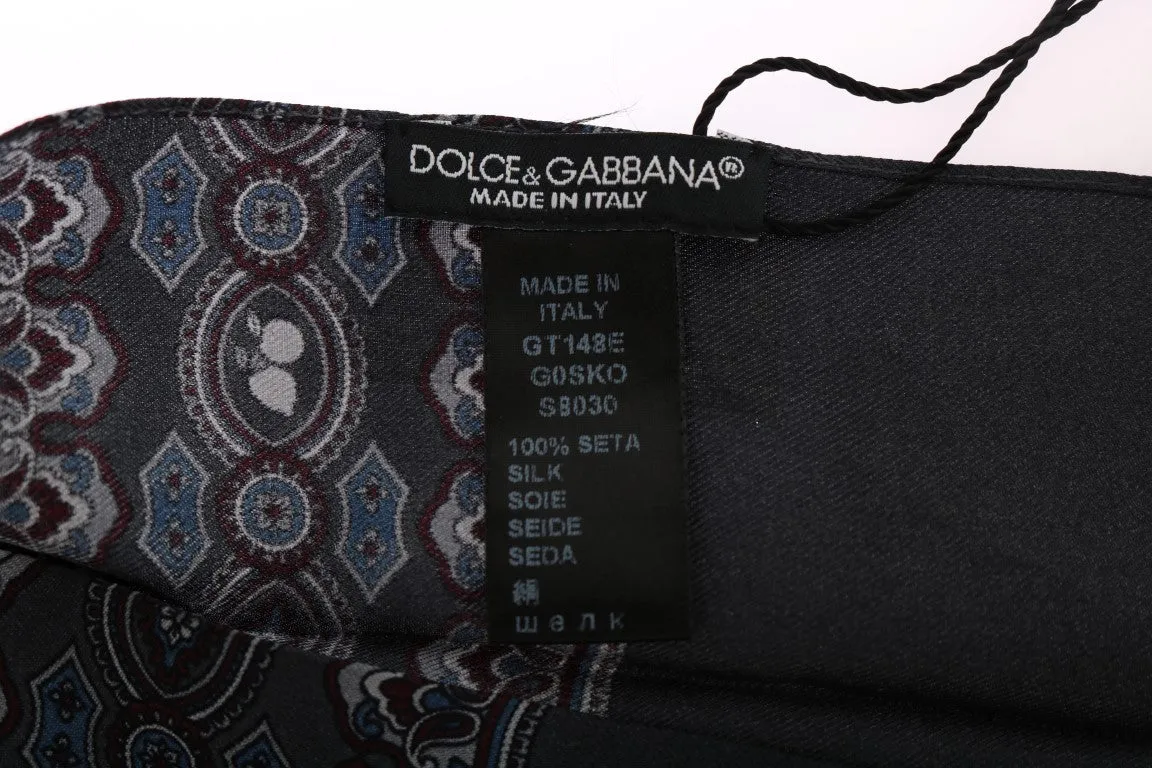 DOLCE & GABBANA®
MADE IN ITALY
MADE IN
ITALY
GT148E
G0SKO
S8030
100% SETA
SILK
SOIE
SEIDE
SEDA
絹
шелк